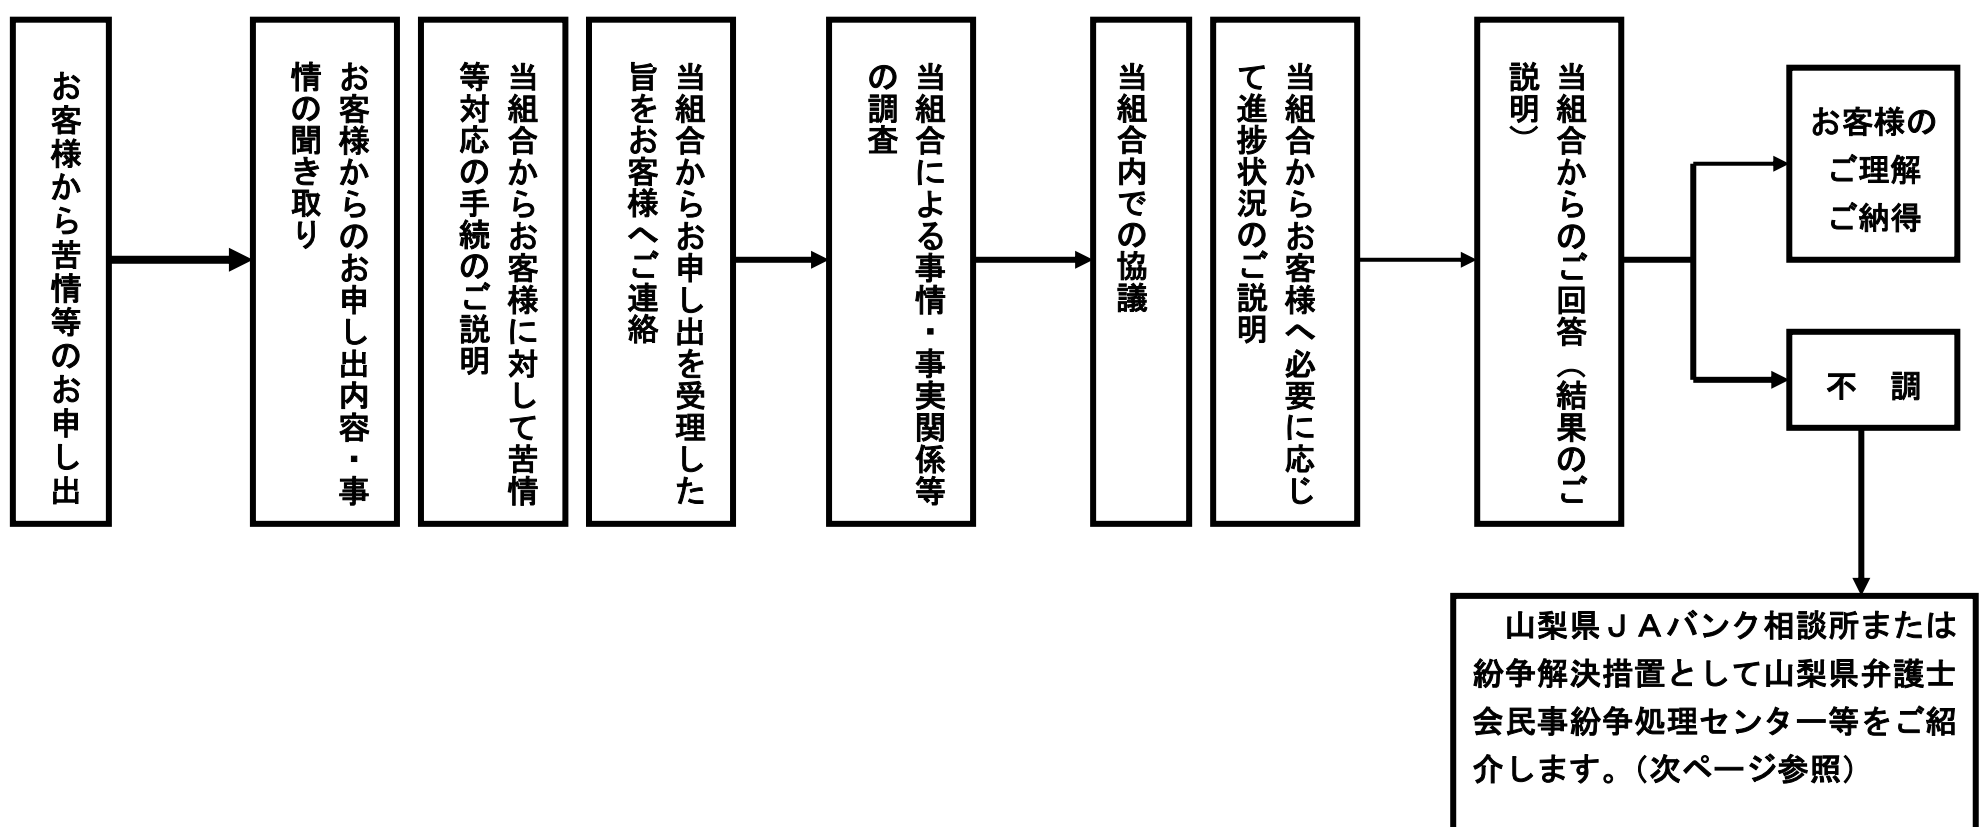 お客様から苦情等のお申し出
お客様からのお申し出内容・事
情の聞き取り
当組合からお客様に対して苦情
等対応の手続のご説明
当組合からお申し出を受理した
旨をお客様へご連絡
当組合による事情・事実関係等
の調査
当組合内での協議
当組合からお客様へ必要に応じ
て進捗状況のご説明
当組合からのご回答（結果のご
説明）
お客様の
ご理解
ご納得
不　調
山梨県ＪＡバンク相談所または
紛争解決措置として山梨県弁護士
会民事紛争処理センター等をご紹
介します。（次ページ参照）